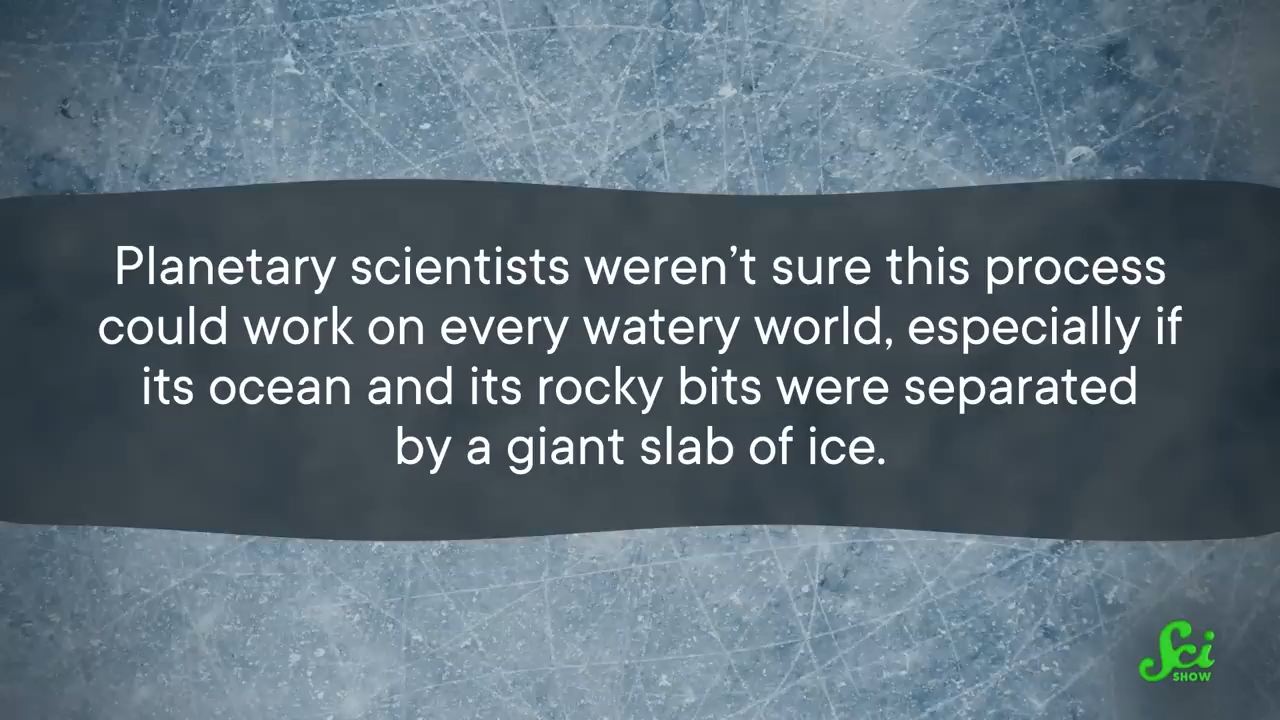 Planetary scientists weren’t sure this process
could work on every watery world, especially if
its ocean and its rocky bits were separated
by a giant slab of ice.
Sci
SHOW